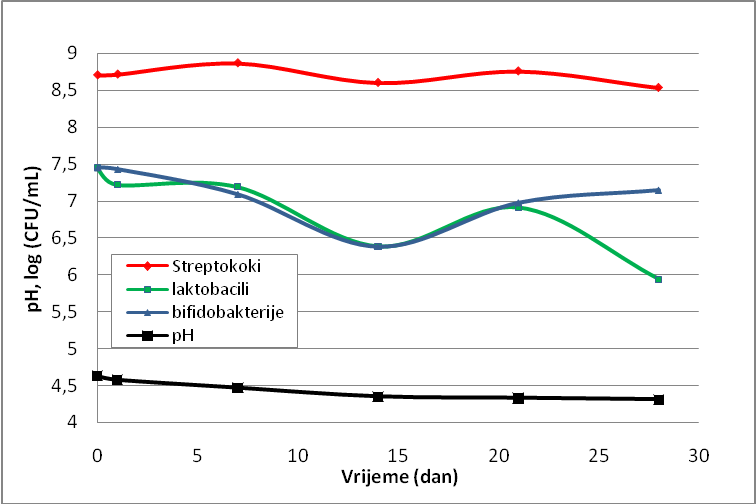 pH, log (CFU/mL)
9
8,5
8
7,5
7
6,5
6
5,5
5
4,5
4
Streptokoki
laktobacili
bifidobakterije
pH
0 5 10 15 20 25 30
Vrijeme (dan)